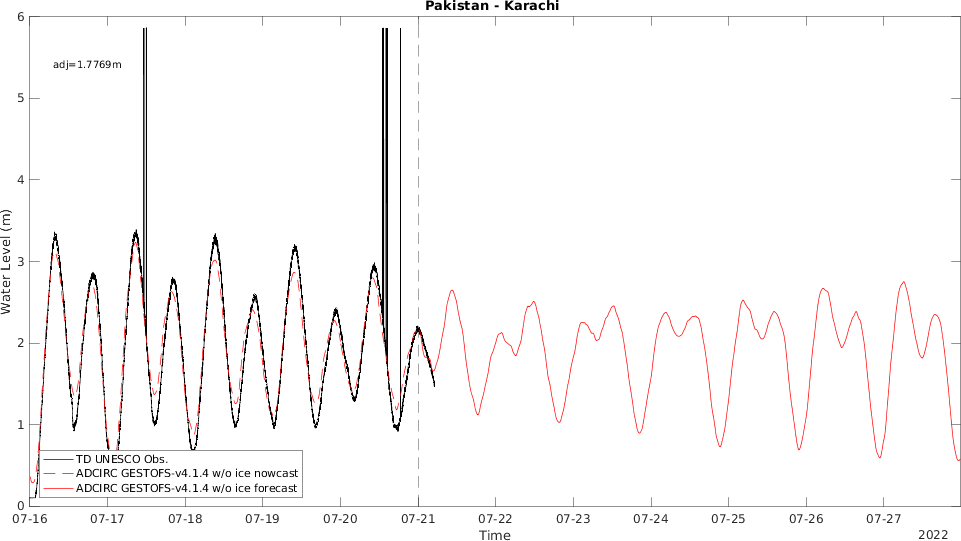 Pakistan - Karachi
6
adj=1.7769m
5
4
3
2
1
0
Water Level (m)
TD UNESCO Obs.
ADCIRC GESTOFS-v4.1.4 w/o ice nowcast
ADCIRC GESTOFS-v4.1.4 w/o ice forecast
07-16 07-17 07-18 07-19 07-20 07-21 07-22 07-23 07-24 07-25 07-26 07-27
Time
2022